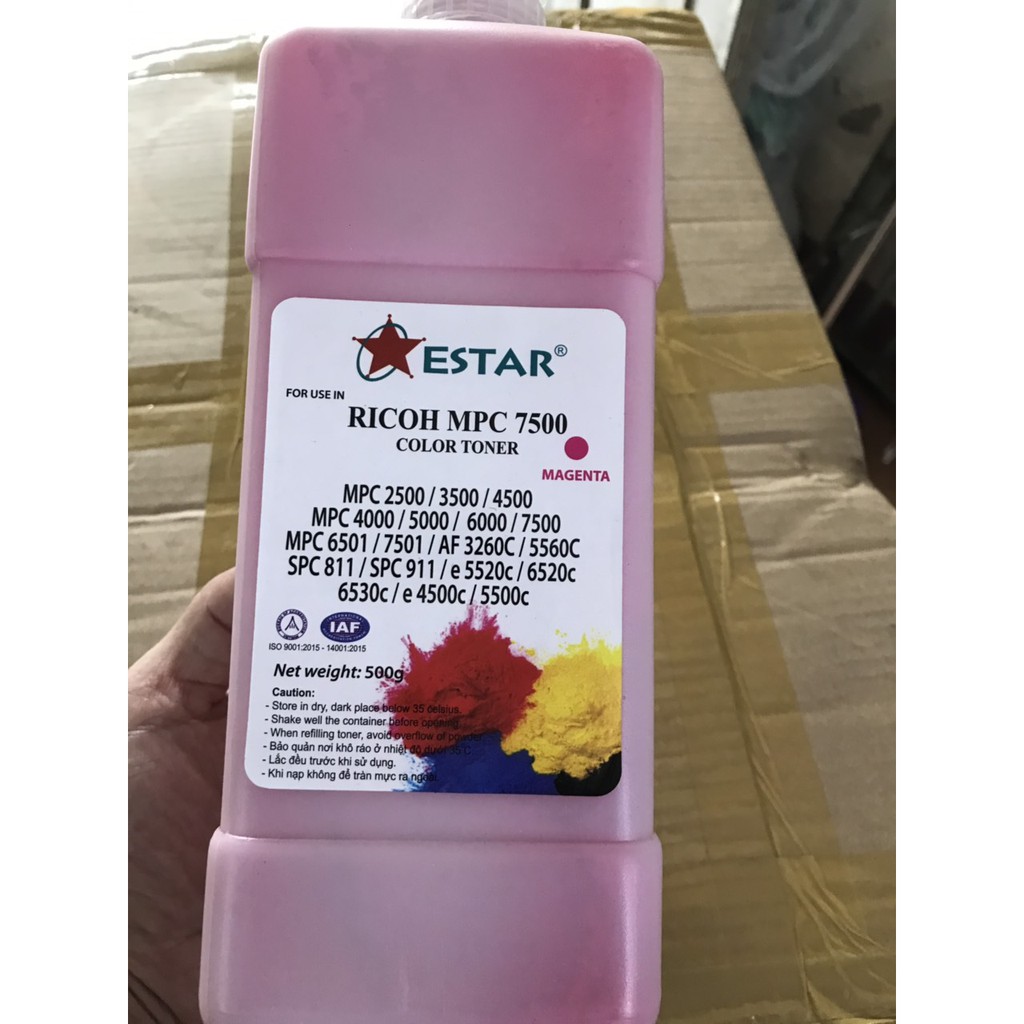 ESTAR®
FOR USE IN
RICOH MPC 7500
COLOR TONER
MAGENTA
MPC 2500 / 3500 / 4500
MPC 4000 / 5000 / 6000 / 7500
MPC 6501 / 7501 / AF 3260C / 5560C
SPC 811 / SPC 911 / e 5520c / 6520c
6530c / e 4500c / 5500c
IAF
ISO 9001:2015 - 14001:2015
Net weight: 500g
Caution:
- Store in dry, dark place below 35 celsius.
- Shake well the container before opening
- When refilling toner, avoid overflow of powder
- Bảo quản nơi khô ráo ở nhiệt độ dưới 35°C
- Lắc đều trước khi sử dụng.
- Khi nạp không để tràn mực ra ngoài.